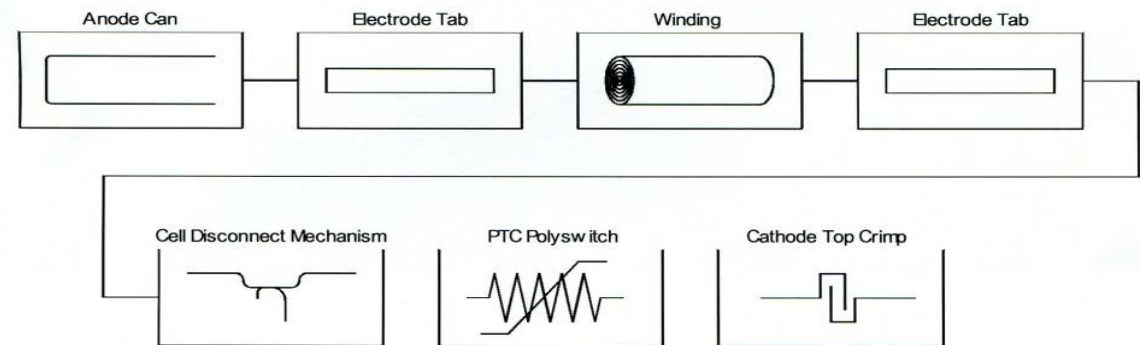 Anode Can
Electrode Tab
Winding
Electrode Tab
Cell Disconnect Mechanism
PTC Polyswitch
Cathode Top Crimp